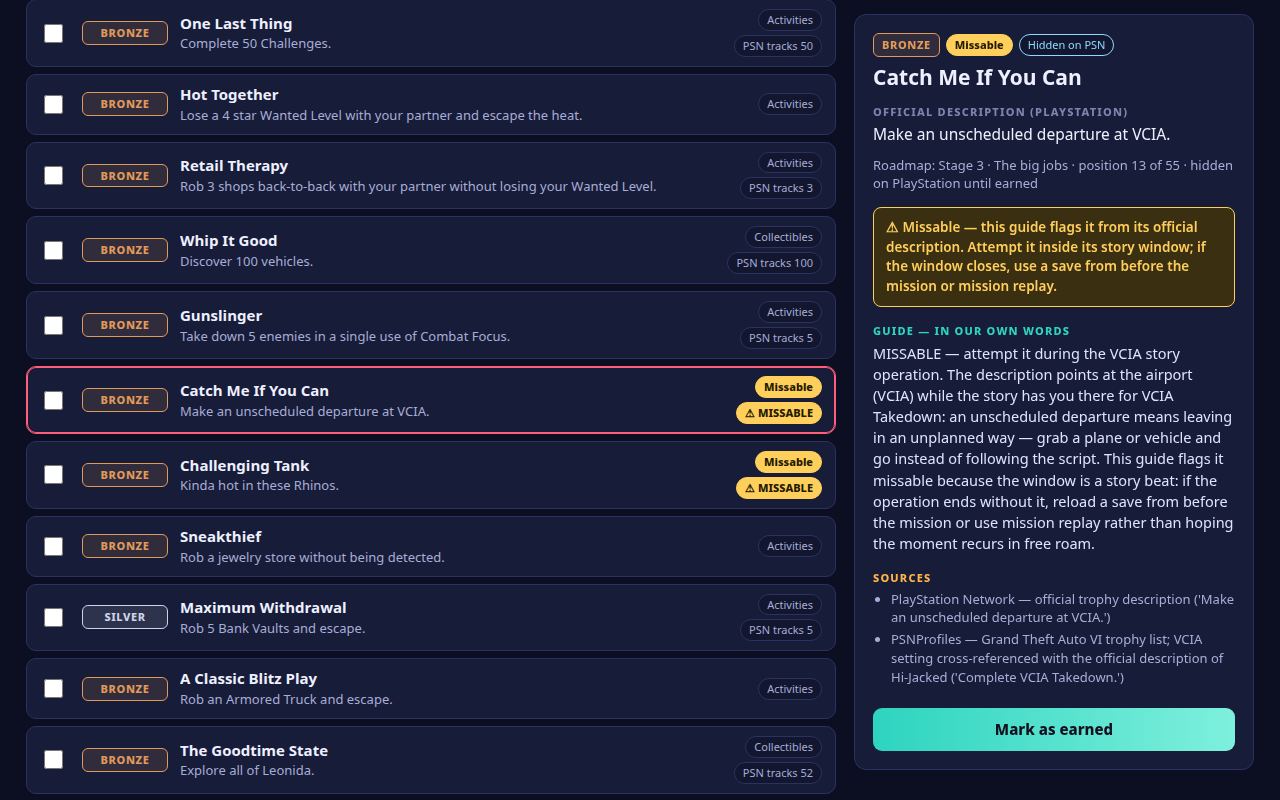 BRONZE
One Last Thing
Complete 50 Challenges.
Activities
PSN tracks 50
BRONZE
Hot Together
Lose a 4 star Wanted Level with your partner and escape the heat.
Activities
BRONZE
Retail Therapy
Rob 3 shops back-to-back with your partner without losing your Wanted Level.
Activities
PSN tracks 3
BRONZE
Whip It Good
Discover 100 vehicles.
Collectibles
PSN tracks 100
BRONZE
Gunslinger
Take down 5 enemies in a single use of Combat Focus.
Activities
PSN tracks 5
BRONZE
Catch Me If You Can
Make an unscheduled departure at VCIA.
Missable
⚠ MISSABLE
BRONZE
Challenging Tank
Kinda hot in these Rhinos.
Missable
⚠ MISSABLE
BRONZE
Sneakthief
Rob a jewelry store without being detected.
Activities
SILVER
Maximum Withdrawal
Rob 5 Bank Vaults and escape.
Activities
PSN tracks 5
BRONZE
A Classic Blitz Play
Rob an Armored Truck and escape.
Activities
BRONZE
The Goodtime State
Explore all of Leonida.
Collectibles
PSN tracks 52
BRONZE
Missable
Hidden on PSN
Catch Me If You Can
OFFICIAL DESCRIPTION (PLAYSTATION)
Make an unscheduled departure at VCIA.
Roadmap: Stage 3 · The big jobs · position 13 of 55 · hidden
on PlayStation until earned
⚠ Missable — this guide flags it from its official
description. Attempt it inside its story window; if
the window closes, use a save from before the
mission or mission replay.
GUIDE — IN OUR OWN WORDS
MISSABLE — attempt it during the VCIA story
operation. The description points at the airport
(VCIA) while the story has you there for VCIA
Takedown: an unscheduled departure means leaving
in an unplanned way — grab a plane or vehicle and
go instead of following the script. This guide flags it
missable because the window is a story beat: if the
operation ends without it, reload a save from before
the mission or use mission replay rather than hoping
the moment recurs in free roam.
SOURCES
• PlayStation Network — official trophy description ('Make
an unscheduled departure at VCIA.')
• PSNProfiles — Grand Theft Auto VI trophy list; VCIA
setting cross-referenced with the official description of
Hi-Jacked ('Complete VCIA Takedown.')
Mark as earned